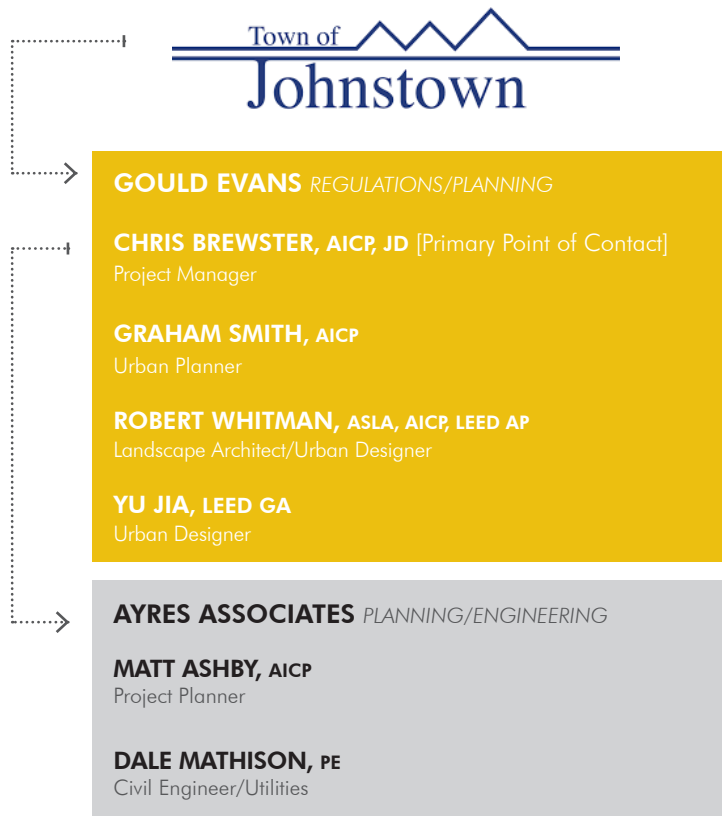 Town of
Johnstown
GOULD EVANS REGULATIONS/PLANNING
CHRIS BREWSTER, AICP, JD [Primary Point of Contact]
Project Manager
GRAHAM SMITH, AICP
Urban Planner
ROBERT WHITMAN, ASLA, AICP, LEED AP
Landscape Architect/Urban Designer
YU JIA, LEED GA
Urban Designer
AYRES ASSOCIATES PLANNING/ENGINEERING
MATT ASHBY, AICP
Project Planner
DALE MATHISON, PE
Civil Engineer/Utilities